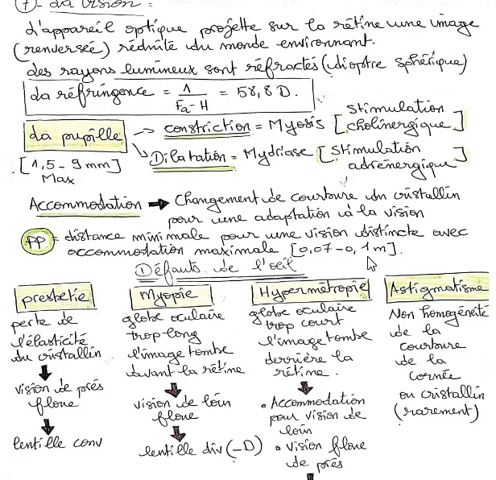 7- La vision :
L'appareil optique projette sur la rétine une image
(renversée) réduite du monde environnant.
Les rayons lumineux sont réfractés (dioptre sphérique)
La réfringence = 1/Fa-H = 58,8 D.
La pupille → constriction = Myosis [Stimulation cholinergique]
[1,5 - 9 mm] Max
Dilatation = Mydriase [Stimulation adrénergique]
Accommodation → Changement de courbure du cristallin
pour une adaptation à la vision
PP = distance minimale pour une vision distincte avec
accommodation maximale [0,07-0,1m].
Défauts de l'oeil
presbetie
perte de
l'élasticité
du cristallin
vision de près
floue
lentille conv
Myopie
globe oculaire
trop long
l'image tombe
devant la rétine
vision de loin
floue
lentille div (-D)
Hypermétropie
globe oculaire
trop court
l'image tombe
derrière la
rétine.
• Accommodation
pour vision de
loin
• vision floue
de près
Astigmatisme
Non homogénéité
de la
courbure
de la
cornée
ou cristallin
(rarement)